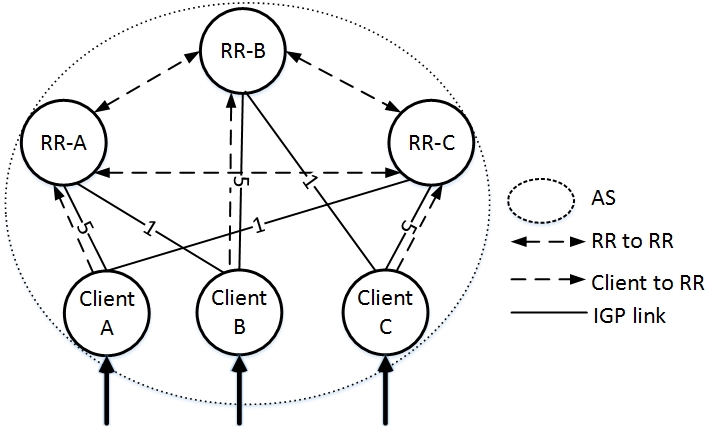 RR-B
RR-A
RR-C
5
1
5
1
1
5
Client
A
Client
B
Client
C
AS
RR to RR
Client to RR
IGP link